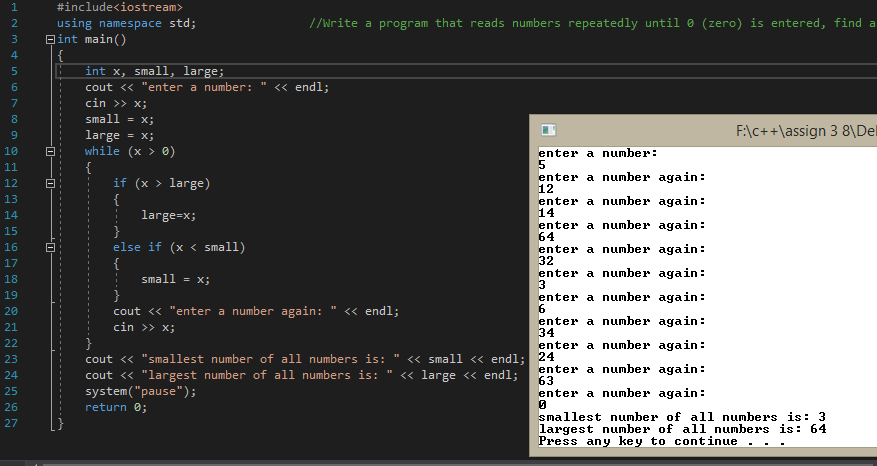 1 #include<iostream>
2 using namespace std; //Write a program that reads numbers repeatedly until 0 (zero) is entered, find a
3 int main()
4 {
5 int x, small, large;
6 cout << "enter a number: " << endl;
7 cin >> x;
8 small = x;
9 large = x;
10 while (x > 0)
11 {
12 if (x > large)
13 {
14 large=x;
15 }
16 else if (x < small)
17 {
18 small = x;
19 }
20 cout << "enter a number again: " << endl;
21 cin >> x;
22 }
23 cout << "smallest number of all numbers is: " << small << endl;
24 cout << "largest number of all numbers is: " << large << endl;
25 system("pause");
26 return 0;
27 }
F:\c++\assign 3 8\Del
enter a number:
5
enter a number again:
12
enter a number again:
14
enter a number again:
64
enter a number again:
32
enter a number again:
3
enter a number again:
6
enter a number again:
34
enter a number again:
24
enter a number again:
63
enter a number again:
0
smallest number of all numbers is: 3
largest number of all numbers is: 64
Press any key to continue . . .